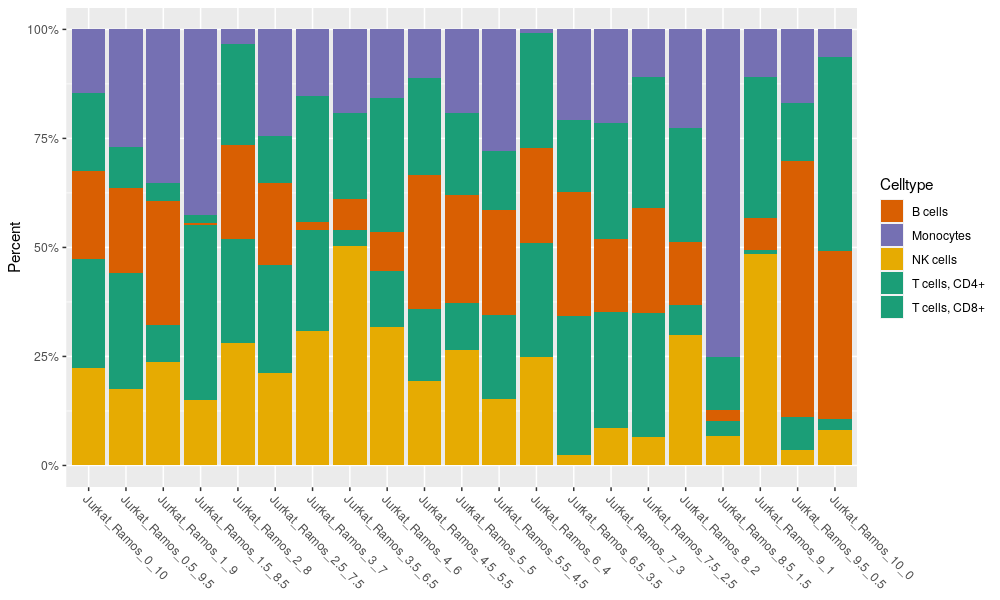 100%
75%
50%
25%
0%
Percent
Jurkat_Ramos_0_10
Jurkat_Ramos_0.5_9.5
Jurkat_Ramos_1_9
Jurkat_Ramos_1.5_8.5
Jurkat_Ramos_2_8
Jurkat_Ramos_2.5_7.5
Jurkat_Ramos_3_7
Jurkat_Ramos_3.5_6.5
Jurkat_Ramos_4_6
Jurkat_Ramos_4.5_5.5
Jurkat_Ramos_5_5
Jurkat_Ramos_5.5_4.5
Jurkat_Ramos_6_4
Jurkat_Ramos_6.5_3.5
Jurkat_Ramos_7_3
Jurkat_Ramos_7.5_2.5
Jurkat_Ramos_8_2
Jurkat_Ramos_8.5_1.5
Jurkat_Ramos_9_1
Jurkat_Ramos_9.5_0.5
Jurkat_Ramos_10_0
Celltype
B cells
Monocytes
NK cells
T cells, CD4+
T cells, CD8+